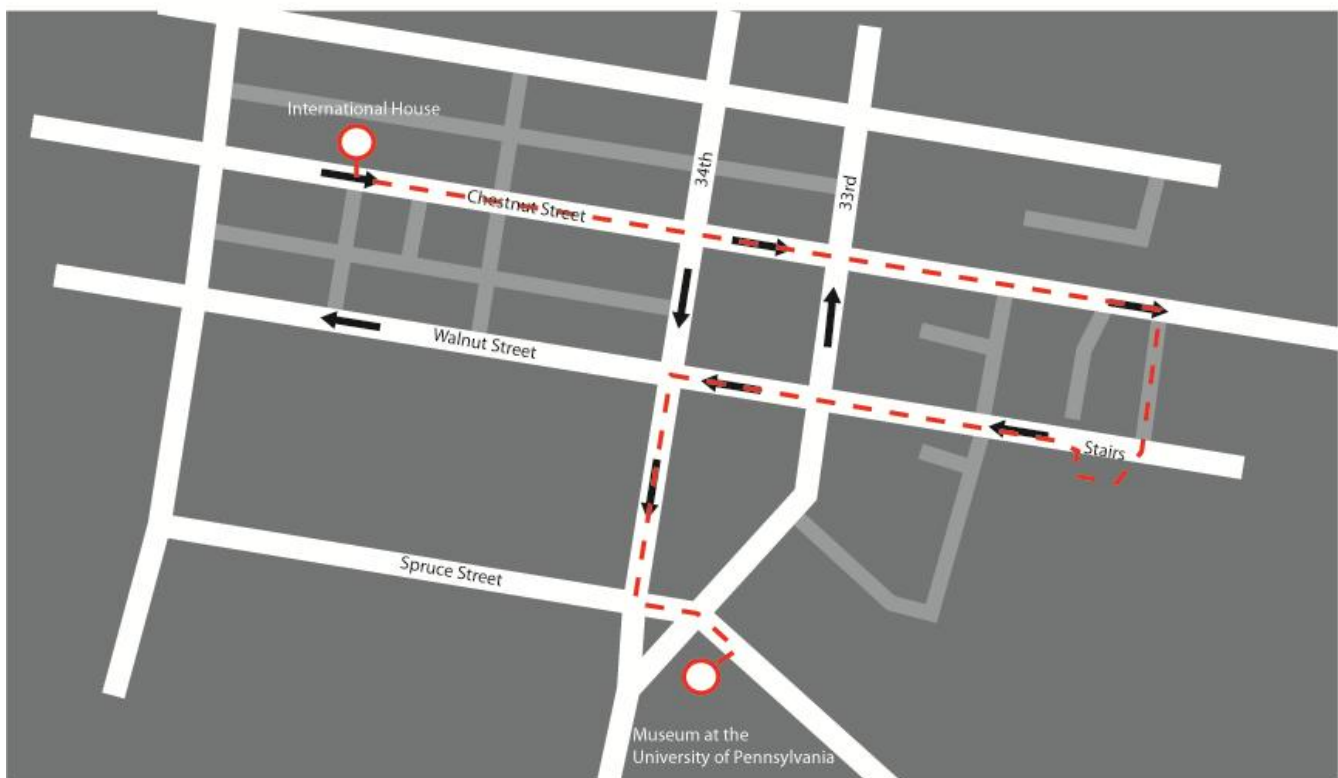 International House
34th
33rd
Chestnut Street
Walnut Street
Stairs
Spruce Street
Museum at the
University of Pennsylvania